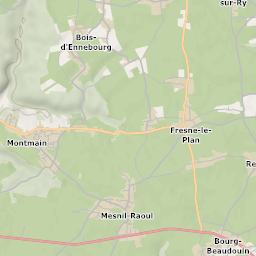 sur-Ry
Bois-
d'Ennebourg
Fresne-le-
Plan
Montmain
Re
Mesnil-Raoul
Bourg-
Beaudouin